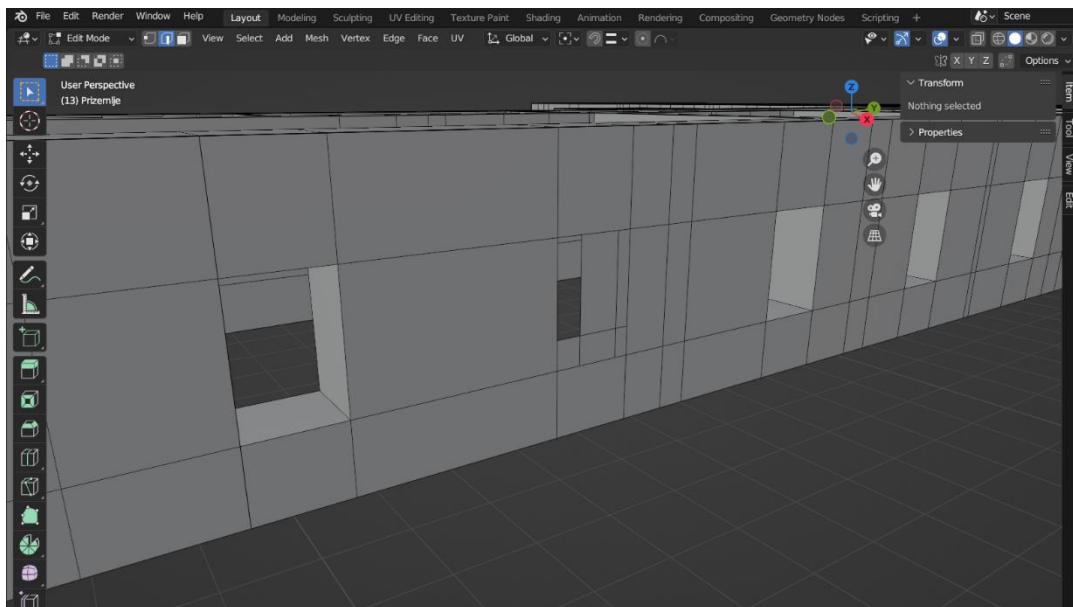 File Edit Render Window Help Layout Modeling Sculpting UV Editing Texture Paint Shading Animation Rendering Compositing Geometry Nodes Scripting + Scene
Edit Mode View Select Add Mesh Vertex Edge Face UV Global
X Y Z Options
User Perspective
(13) Prizemlje
Transform
Nothing selected
Properties
Item
Tool
View
Edit
Z
Y
X